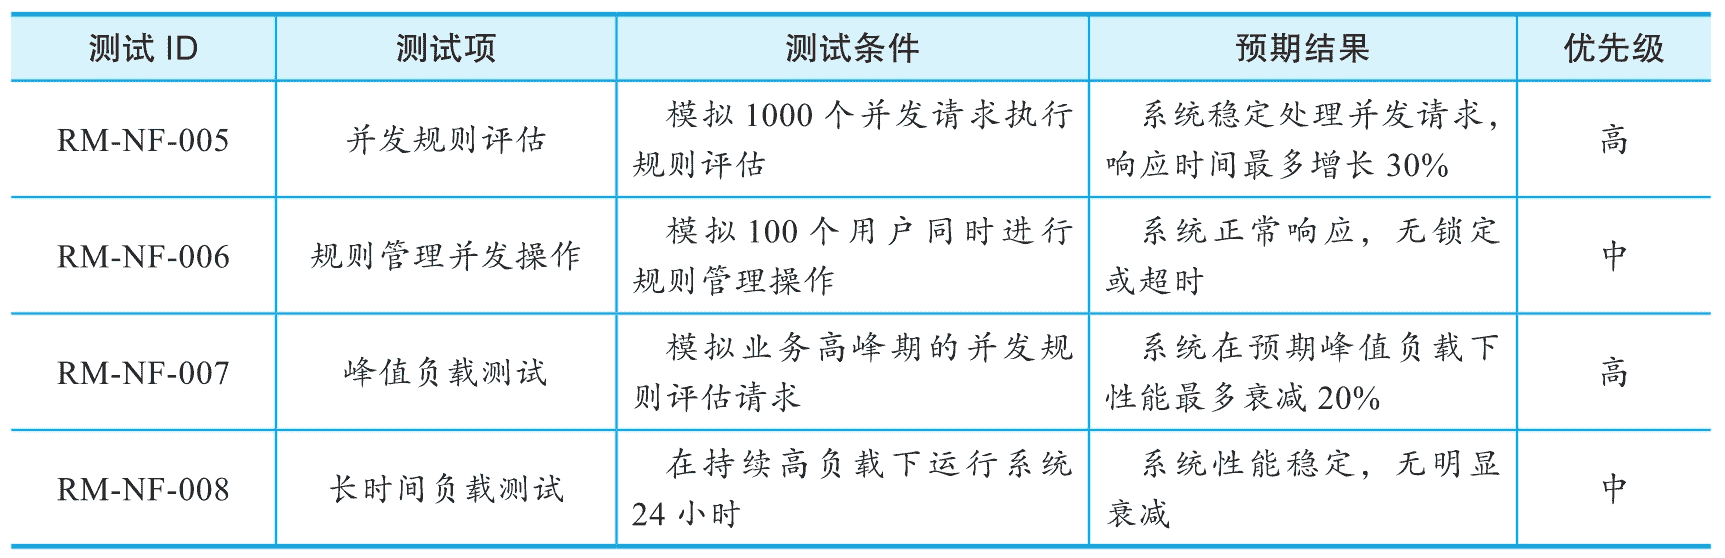 测试 ID 测试项 测试条件 预期结果 优先级
RM-NF-005 并发规则评估 模拟 1000 个并发请求执行
规则评估 系统稳定处理并发请求，
响应时间最多增长 30% 高
RM-NF-006 规则管理并发操作 模拟 100 个用户同时进行
规则管理操作 系统正常响应，无锁定
或超时 中
RM-NF-007 峰值负载测试 模拟业务高峰期的并发规
则评估请求 系统在预期峰值负载下
性能最多衰减 20% 高
RM-NF-008 长时间负载测试 在持续高负载下运行系统
24 小时 系统性能稳定，无明显
衰减 中